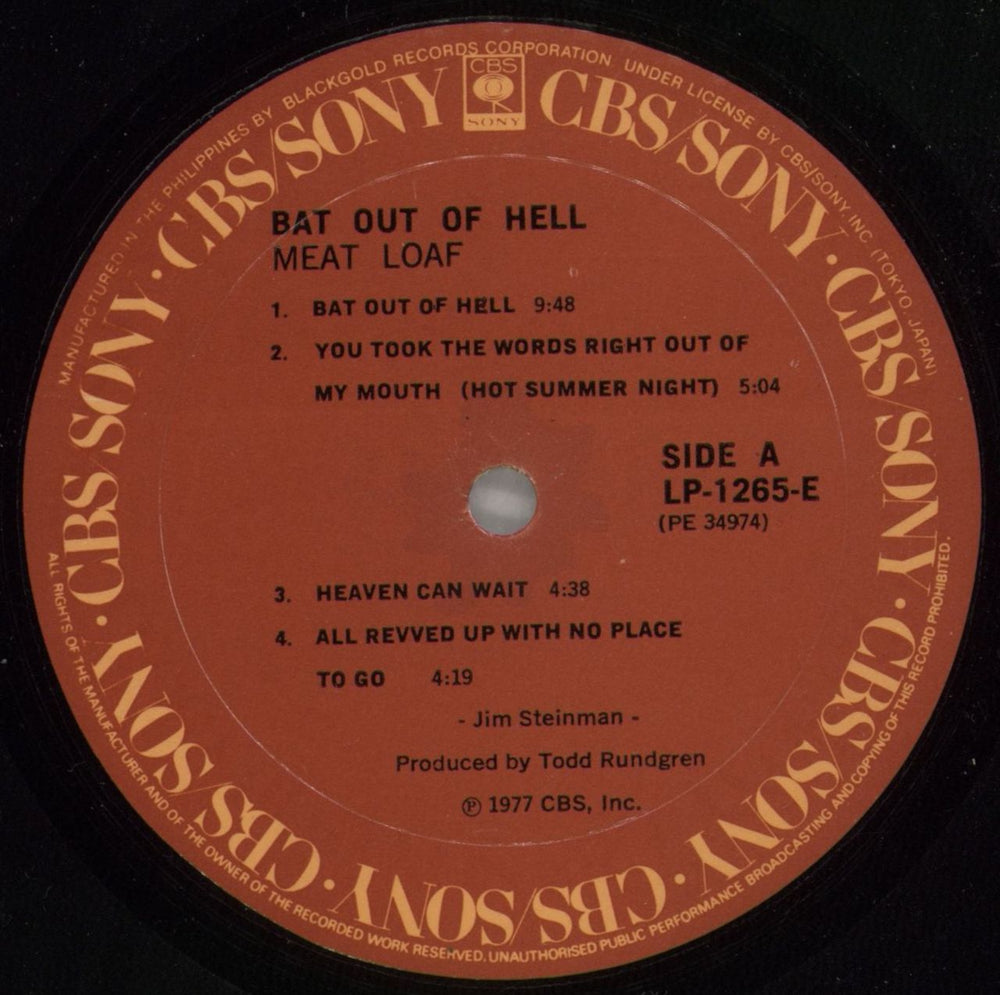 MANUFACTURED IN THE PHILIPPINES BY BLACKGOLD RECORDS CORPORATION UNDER LICENSE BY CBS/SONY, INC. (TOKYO, JAPAN)
CBS/SONY · CBS/SONY · CBS/SONY · CBS/SONY · CBS/SONY · CBS/SONY · CBS/SONY · CBS/SONY
CBS
SONY
BAT OUT OF HELL
MEAT LOAF
1. BAT OUT OF HELL 9:48
2. YOU TOOK THE WORDS RIGHT OUT OF
MY MOUTH (HOT SUMMER NIGHT) 5:04
SIDE A
LP-1265-E
(PE 34974)
3. HEAVEN CAN WAIT 4:38
4. ALL REVVED UP WITH NO PLACE
TO GO 4:19
- Jim Steinman -
Produced by Todd Rundgren
℗ 1977 CBS, Inc.
ALL RIGHTS OF THE MANUFACTURER AND OF THE OWNER OF THE RECORDED WORK RESERVED. UNAUTHORISED PUBLIC PERFORMANCE BROADCASTING AND COPYING OF THIS RECORD PROHIBITED.